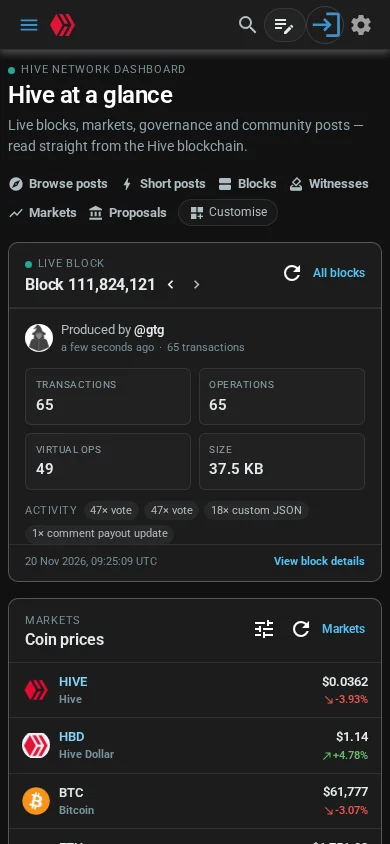 HIVE NETWORK DASHBOARD
Hive at a glance
Live blocks, markets, governance and community posts —
read straight from the Hive blockchain.
Browse posts Short posts Blocks Witnesses
Markets Proposals Customise
LIVE BLOCK
Block 111,824,121
All blocks
Produced by @gtg
a few seconds ago · 65 transactions
TRANSACTIONS
65
OPERATIONS
65
VIRTUAL OPS
49
SIZE
37.5 KB
ACTIVITY 47× vote 47× vote 18× custom JSON
1× comment payout update
20 Nov 2026, 09:25:09 UTC View block details
MARKETS
Coin prices
Markets
HIVE $0.0362
Hive ↘-3.93%
HBD $1.14
Hive Dollar ↗+4.78%
BTC $61,777
Bitcoin ↘-3.07%